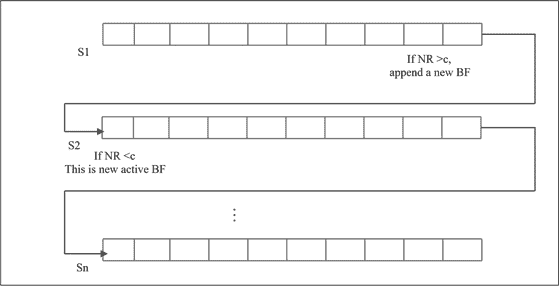 S1
If NR >c,
append a new BF
S2
If NR <c
This is new active BF
⋮
Sn